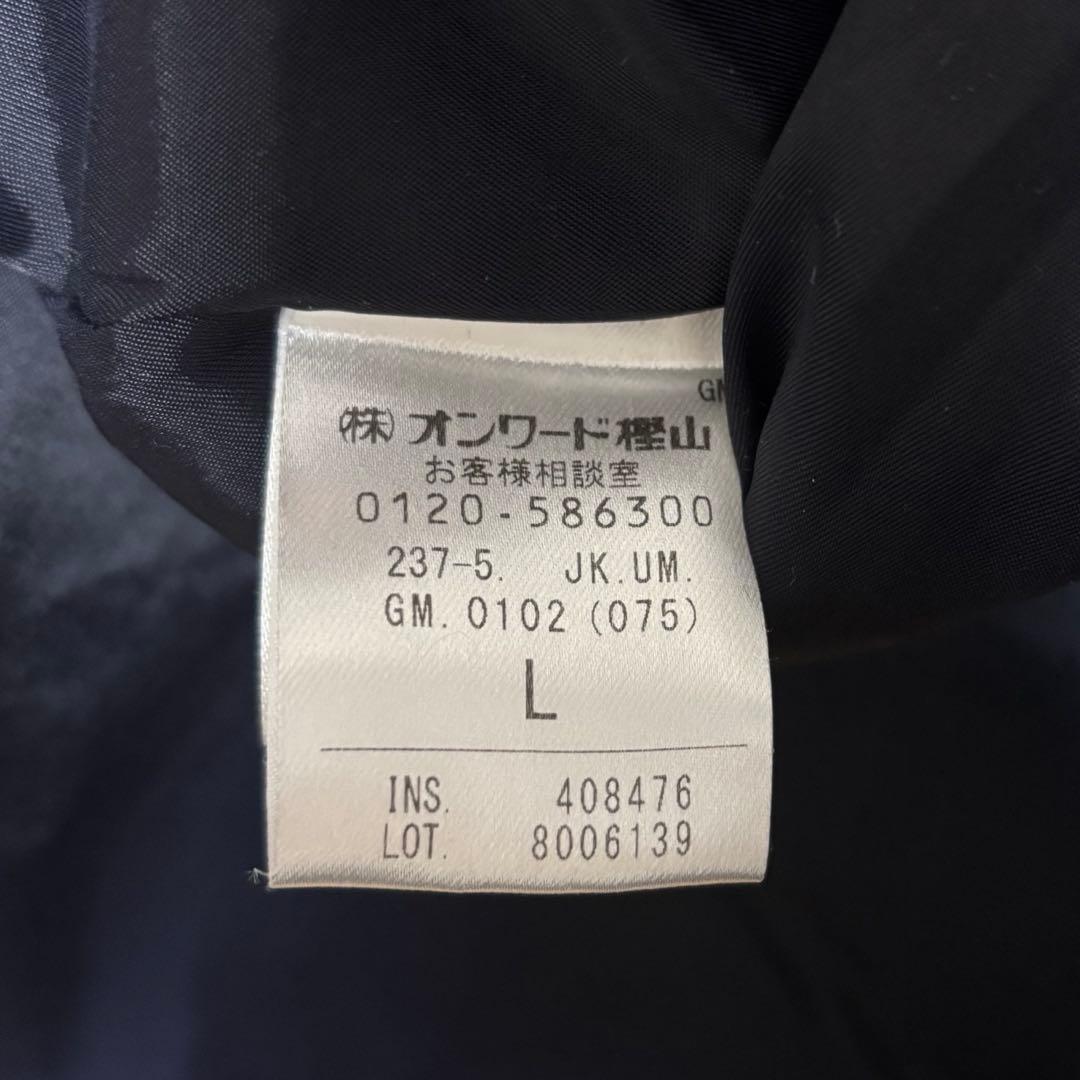 GM
㈱オンワード樫山
お客様相談室
0120-586300
237-5. JK.UM.
GM. 0102 (075)
L
INS. 408476
LOT. 8006139